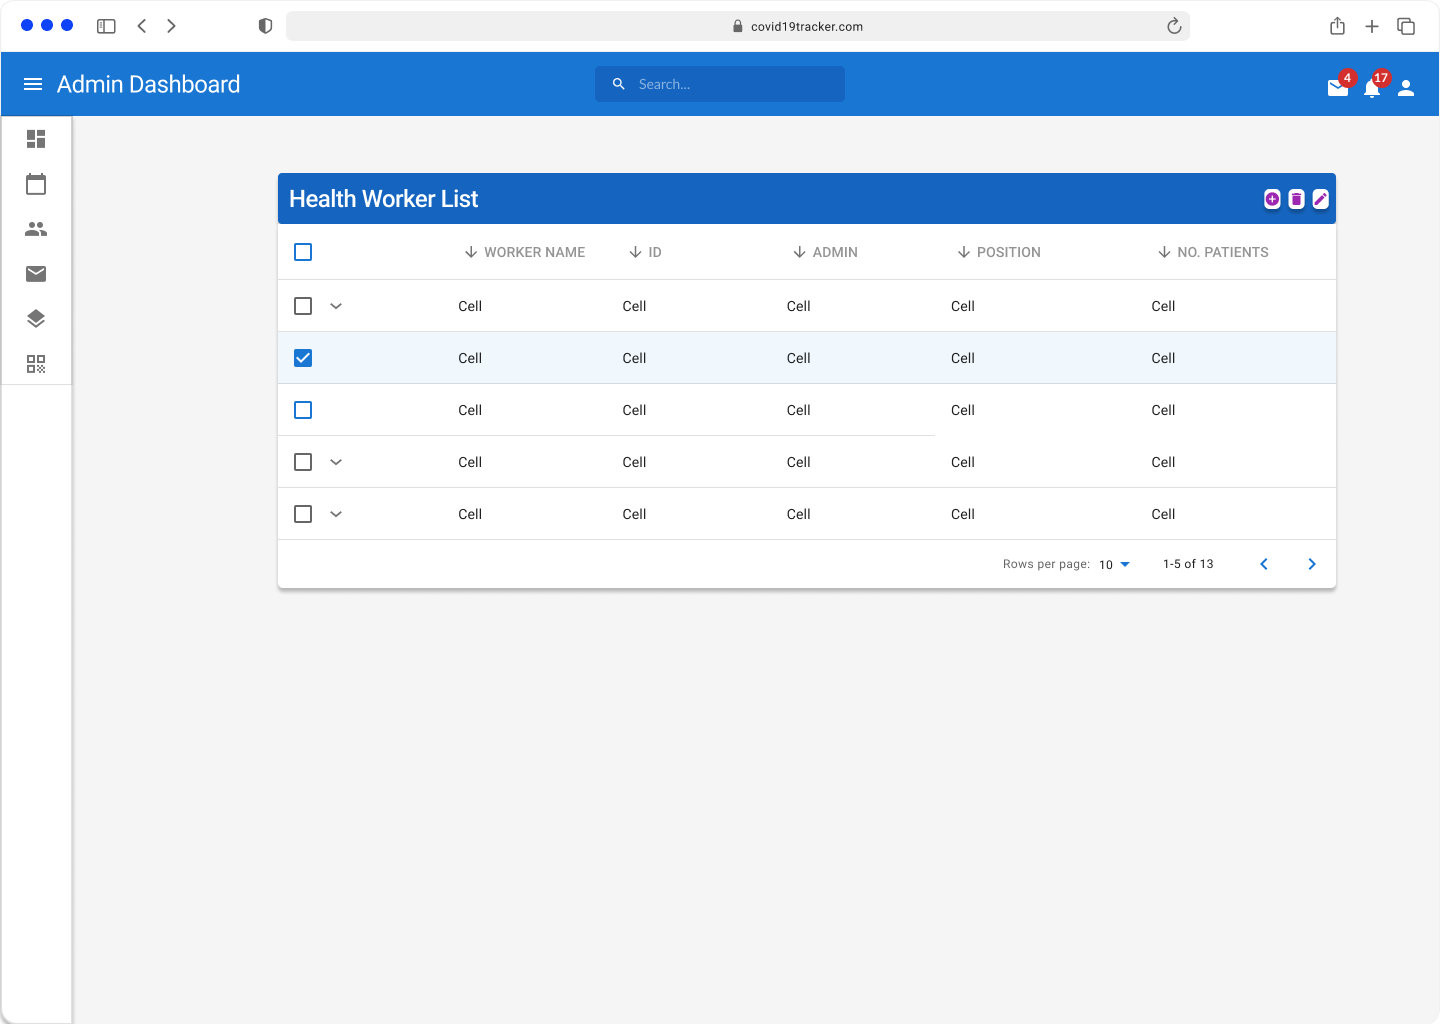 covid19tracker.com
Admin Dashboard
Search...
4
17
Health Worker List
WORKER NAME ID ADMIN POSITION NO. PATIENTS
Cell Cell Cell Cell Cell
Cell Cell Cell Cell Cell
Cell Cell Cell Cell Cell
Cell Cell Cell Cell Cell
Cell Cell Cell Cell Cell
Rows per page: 10 1-5 of 13